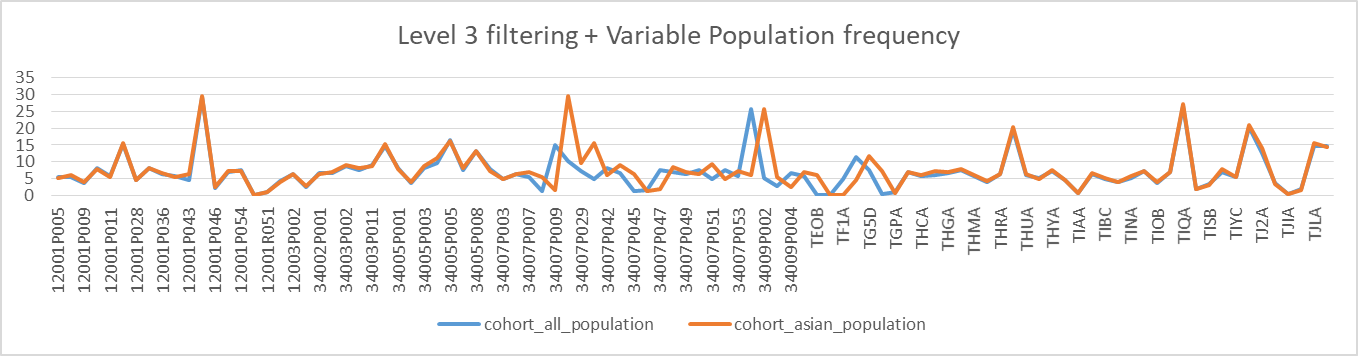 Level 3 filtering + Variable Population frequency
35
30
25
20
15
10
5
0
12001P005
12001P009
12001P011
12001P028
12001P036
12001P043
12001P046
12001P054
12001R051
12003P002
34002P001
34003P002
34003P011
34005P001
34005P003
34005P005
34005P008
34007P003
34007P007
34007P009
34007P042
34007P045
34007P047
34007P049
34007P051
34007P053
34009P002
34009P004
TEOB
TF1A
TG5D
TGPA
THCA
THGA
THMA
THRA
THUA
THYA
TIAA
TIBC
TINA
TIOB
TIQA
TISB
TIYC
TJ2A
TJIA
TJLA
cohort_all_population
cohort_asian_population